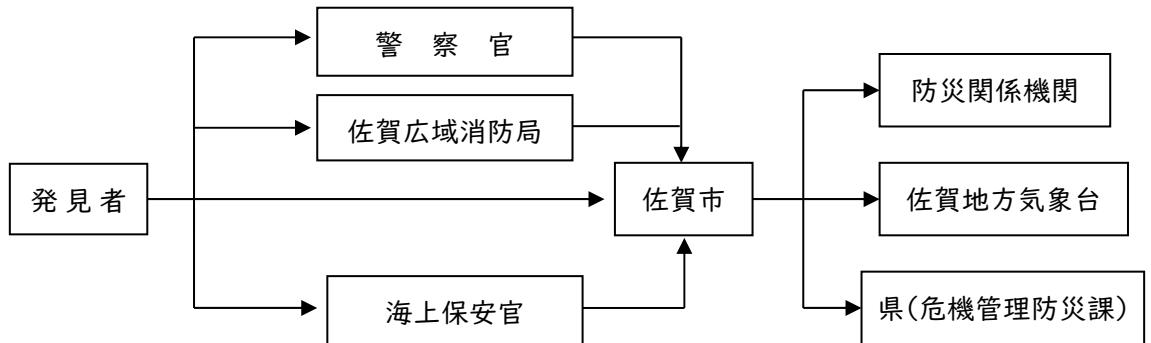 警 察 官
佐賀広域消防局
発 見 者
海上保安官
佐賀市
防災関係機関
佐賀地方気象台
県(危機管理防災課)